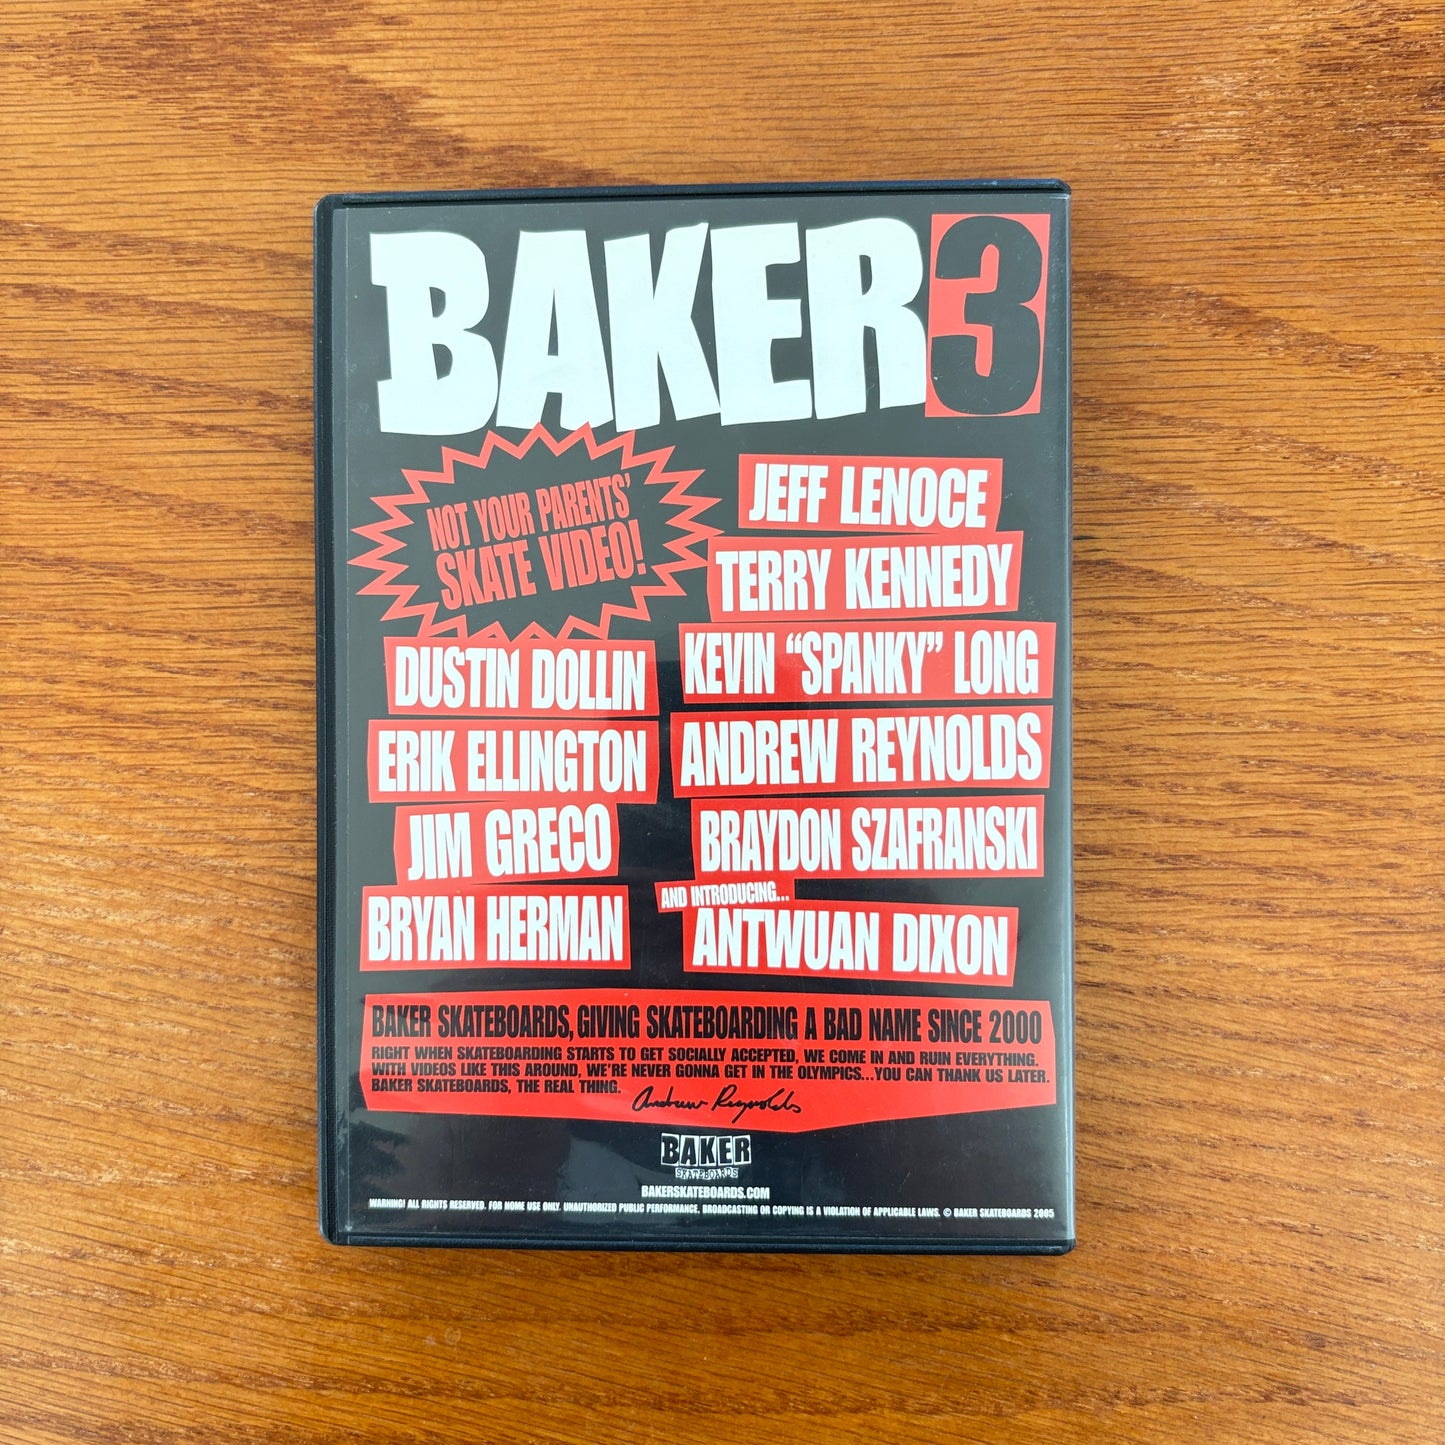 BAKER 3
NOT YOUR PARENTS'
SKATE VIDEO!
DUSTIN DOLLIN
ERIK ELLINGTON
JIM GRECO
BRYAN HERMAN
JEFF LENOCE
TERRY KENNEDY
KEVIN “SPANKY” LONG
ANDREW REYNOLDS
BRAYDON SZAFRANSKI
AND INTRODUCING...
ANTWUAN DIXON
BAKER SKATEBOARDS, GIVING SKATEBOARDING A BAD NAME SINCE 2000
RIGHT WHEN SKATEBOARDING STARTS TO GET SOCIALLY ACCEPTED, WE COME IN AND RUIN EVERYTHING.
WITH VIDEOS LIKE THIS AROUND, WE'RE NEVER GONNA GET IN THE OLYMPICS...YOU CAN THANK US LATER.
BAKER SKATEBOARDS, THE REAL THING.
Andrew Reynolds
BAKER
SKATEBOARDS
BAKERSKATEBOARDS.COM
WARNING! ALL RIGHTS RESERVED. FOR HOME USE ONLY. UNAUTHORIZED PUBLIC PERFORMANCE, BROADCASTING OR COPYING IS A VIOLATION OF APPLICABLE LAWS. © BAKER SKATEBOARDS 2005